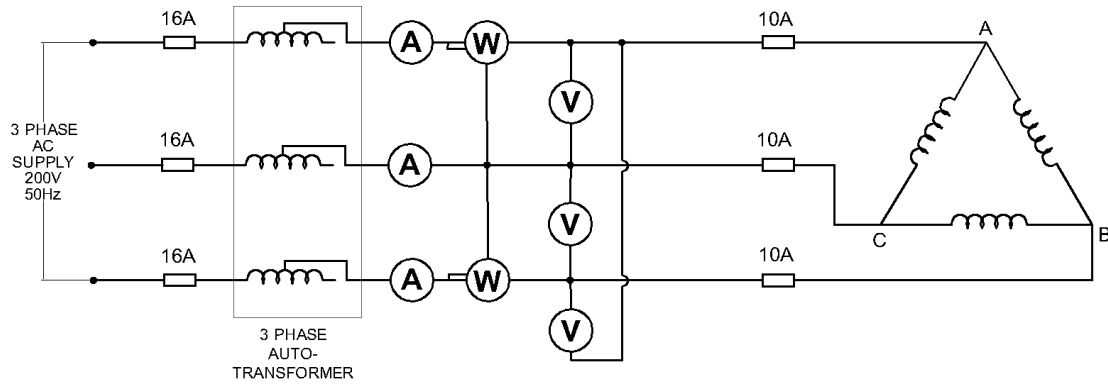 16A
10A
A
A
W
V
3 PHASE
AC
SUPPLY
200V
50Hz
16A
A
10A
V
C
B
16A
A
W
10A
V
3 PHASE
AUTO-
TRANSFORMER